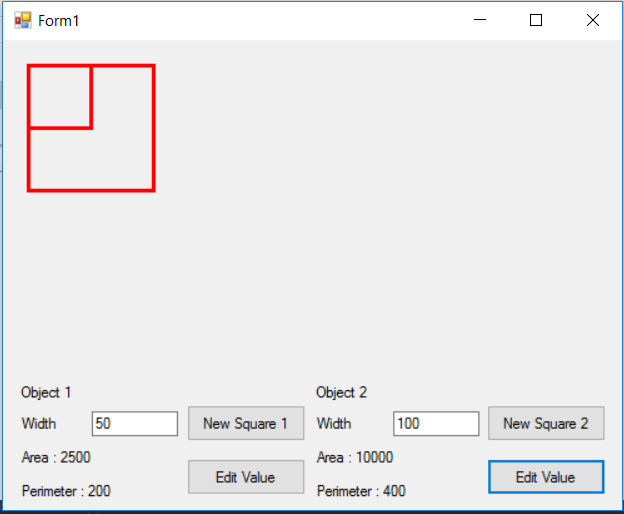 Form1
Object 1
Width 50 New Square 1
Area : 2500
Edit Value
Perimeter : 200
Object 2
Width 100 New Square 2
Area : 10000
Edit Value
Perimeter : 400